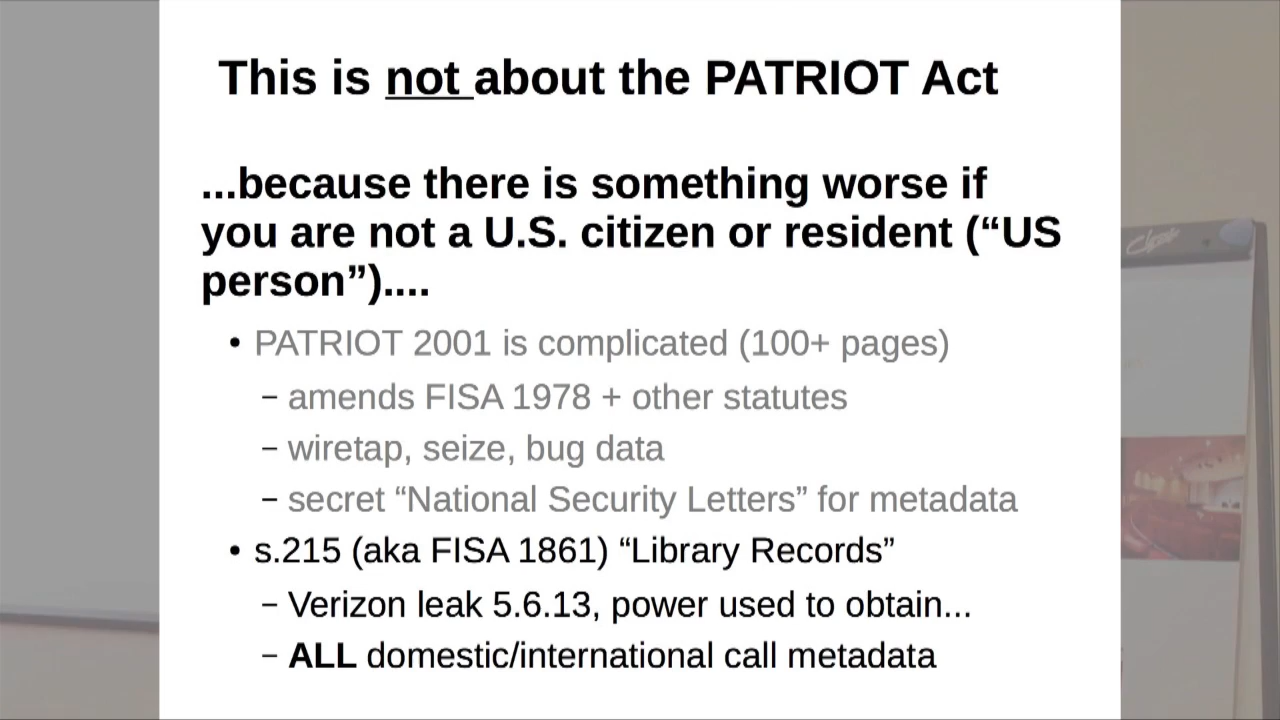 This is not about the PATRIOT Act
...because there is something worse if
you are not a U.S. citizen or resident (“US
person”)....
• PATRIOT 2001 is complicated (100+ pages)
– amends FISA 1978 + other statutes
– wiretap, seize, bug data
– secret “National Security Letters” for metadata
• s.215 (aka FISA 1861) “Library Records”
– Verizon leak 5.6.13, power used to obtain...
– ALL domestic/international call metadata